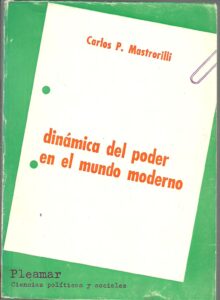 Carlos P. Mastrorilli
dinámica del poder
en el mundo moderno
Pleamar
Ciencias políticas y sociales